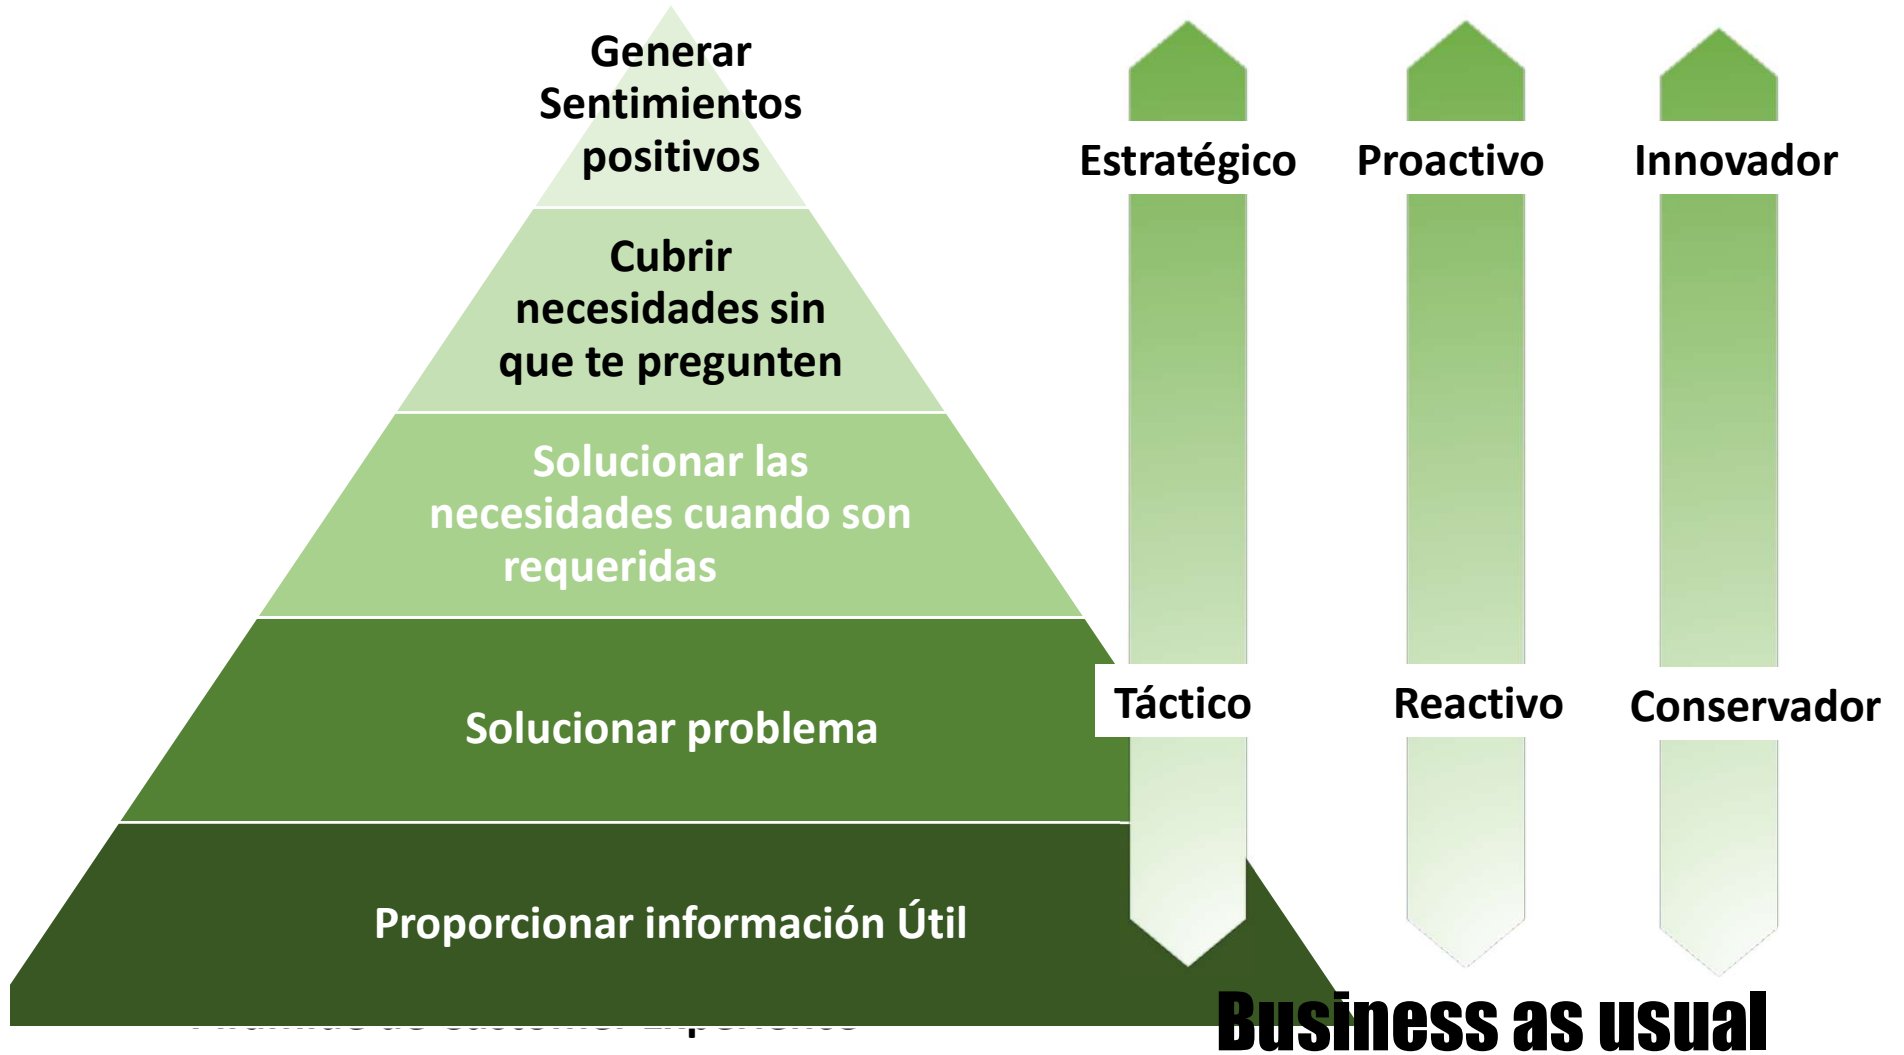 Generar
Sentimientos
positivos
Cubrir
necesidades sin
que te pregunten
Solucionar las
necesidades cuando son
requeridas
Solucionar problema
Proporcionar información Útil
Estratégico
Proactivo
Innovador
Táctico
Reactivo
Conservador
Business as usual